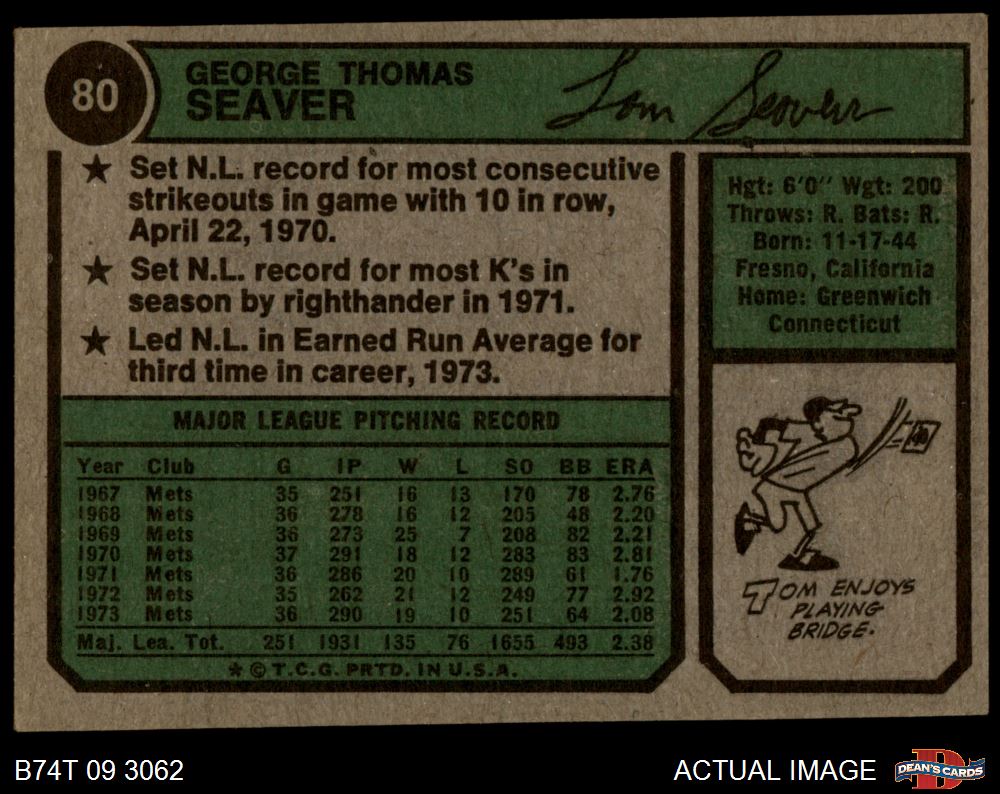 80
GEORGE THOMAS
SEAVER
Tom Seaver
★ Set N.L. record for most consecutive
strikeouts in game with 10 in row,
April 22, 1970.
★ Set N.L. record for most K's in
season by righthander in 1971.
★ Led N.L. in Earned Run Average for
third time in career, 1973.
MAJOR LEAGUE PITCHING RECORD
Year Club G IP W L SO BB ERA
1967 Mets 35 251 16 13 170 78 2.76
1968 Mets 36 278 16 12 205 48 2.20
1969 Mets 36 273 25 7 208 82 2.21
1970 Mets 37 291 18 12 283 83 2.81
1971 Mets 36 286 20 10 289 61 1.76
1972 Mets 35 262 21 12 249 77 2.92
1973 Mets 36 290 19 10 251 64 2.08
Maj. Lea. Tot. 251 1931 135 76 1655 493 2.38
★ © T.C.G. PRTD. IN U.S.A.
Hgt: 6'0" Wgt: 200
Throws: R. Bats: R.
Born: 11-17-44
Fresno, California
Home: Greenwich
Connecticut
TOM ENJOYS
PLAYING
BRIDGE.
B74T 09 3062
ACTUAL IMAGE
DEAN'S CARDS